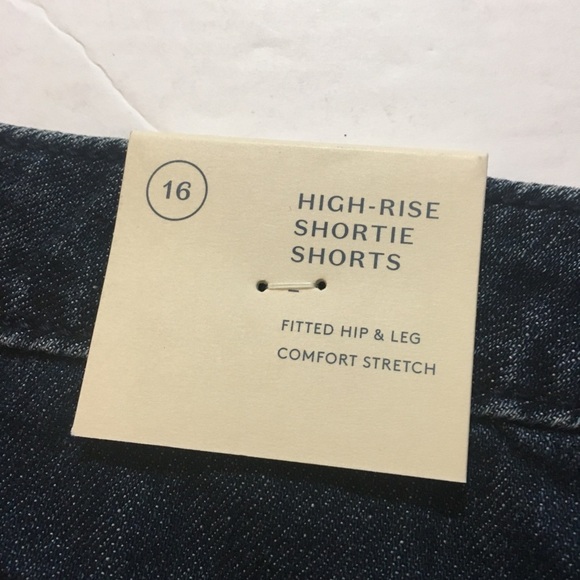 16
HIGH-RISE
SHORTIE
SHORTS
FITTED HIP & LEG
COMFORT STRETCH